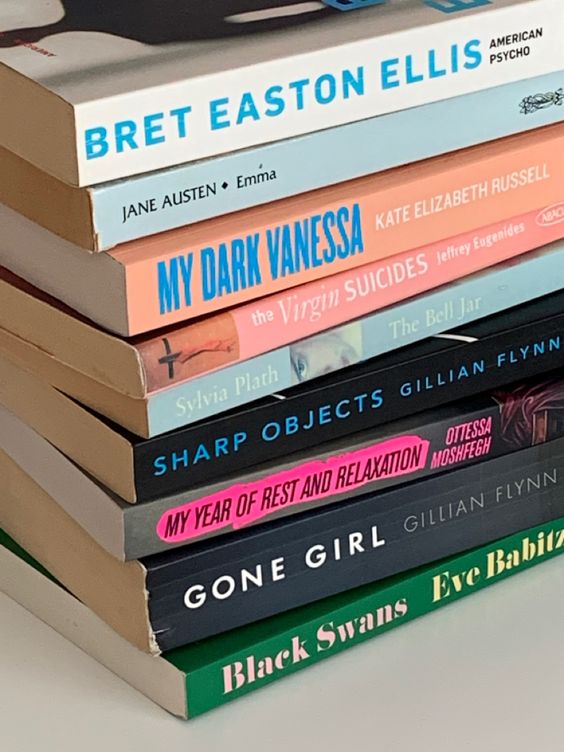 BRET EASTON ELLIS AMERICAN PSYCHO
JANE AUSTEN ♦ Emma
MY DARK VANESSA KATE ELIZABETH RUSSELL
the Virgin SUICIDES Jeffrey Eugenides
Sylvia Plath The Bell Jar
SHARP OBJECTS GILLIAN FLYNN
MY YEAR OF REST AND RELAXATION OTTESSA MOSHFEGH
GONE GIRL GILLIAN FLYNN
Black Swans Eve Babitz